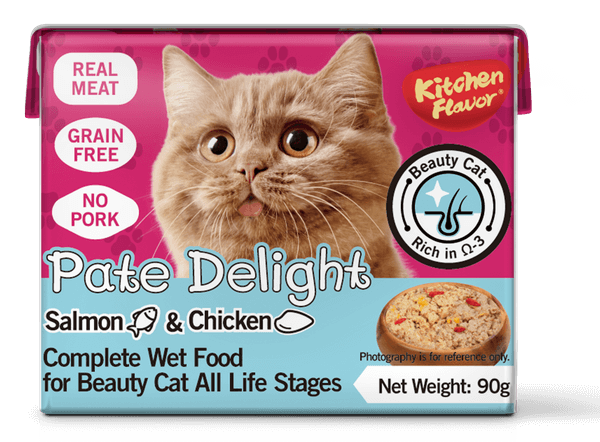 REAL
MEAT
GRAIN
FREE
NO
PORK
Kitchen
Flavor®
Beauty Cat
Rich in Ω-3
Pate Delight
Salmon & Chicken
Complete Wet Food
for Beauty Cat All Life Stages
Photography is for reference only.
Net Weight: 90g